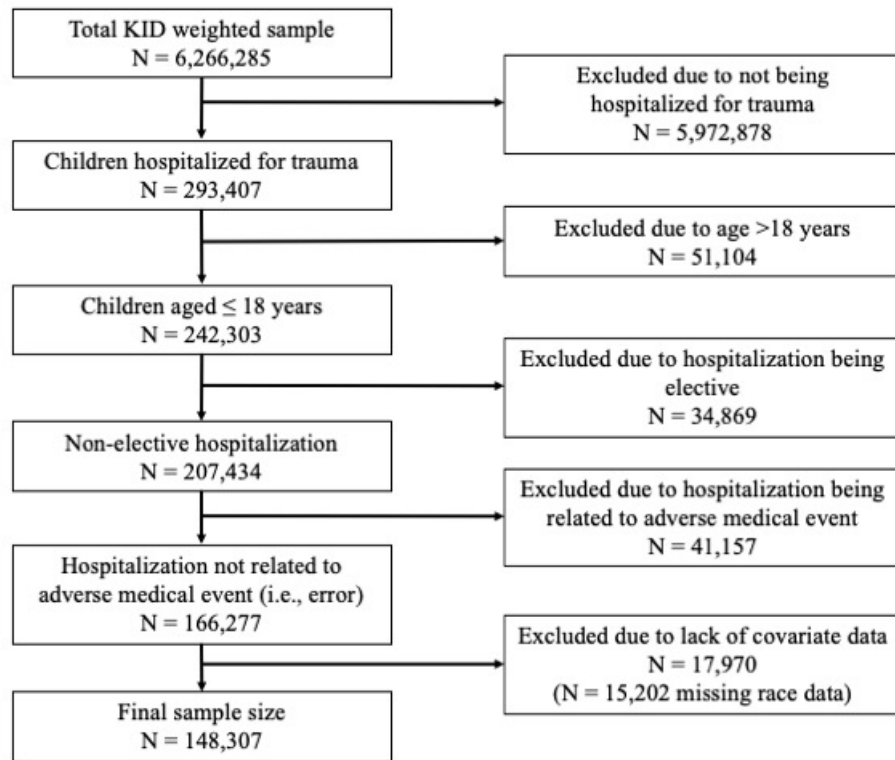 Total KID weighted sample
N = 6,266,285
Excluded due to not being
hospitalized for trauma
N = 5,972,878
Children hospitalized for trauma
N = 293,407
Excluded due to age >18 years
N = 51,104
Children aged ≤ 18 years
N = 242,303
Excluded due to hospitalization being
elective
N = 34,869
Non-elective hospitalization
N = 207,434
Excluded due to hospitalization being
related to adverse medical event
N = 41,157
Hospitalization not related to
adverse medical event (i.e., error)
N = 166,277
Excluded due to lack of covariate data
N = 17,970
(N = 15,202 missing race data)
Final sample size
N = 148,307